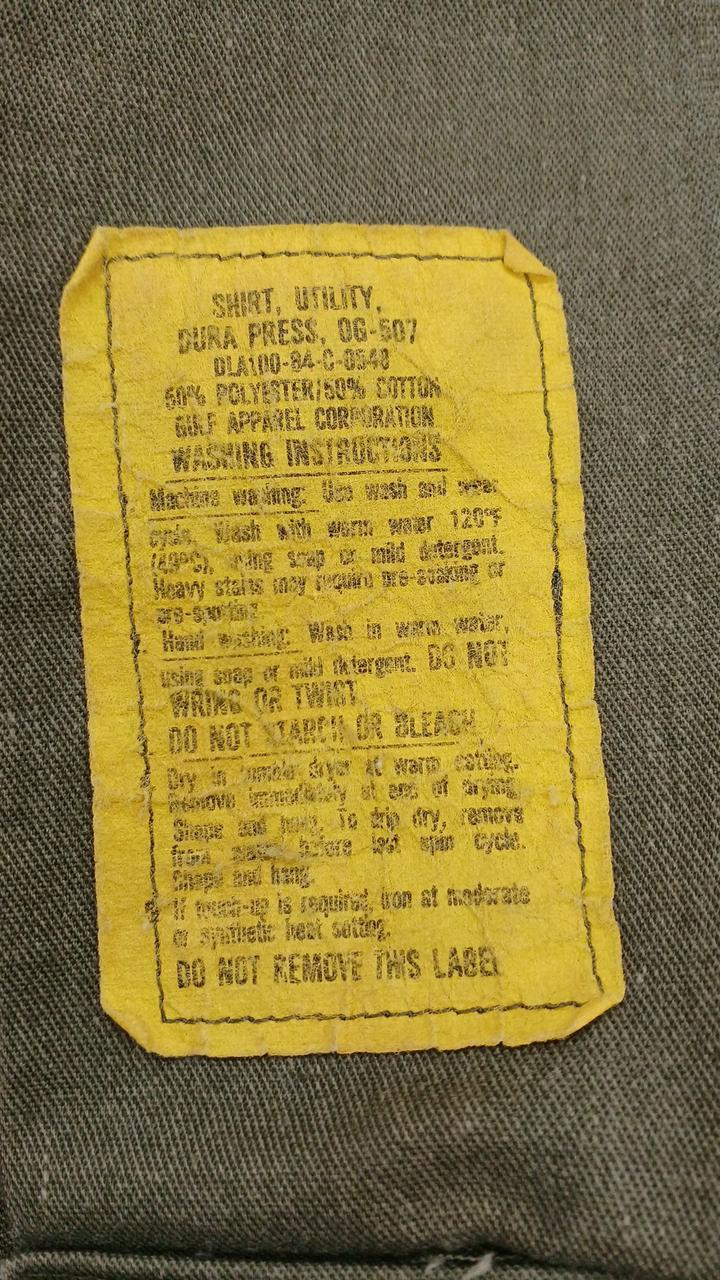 SHIRT, UTILITY,
DURA PRESS, OG-507
DLA100-84-C-0548
50% POLYESTER/50% COTTON
GULF APPAREL CORPORATION
WASHING INSTRUCTIONS
Machine washing: Use wash and wear
cycle. Wash with warm water 120°F
(49°C), using soap or mild detergent.
Heavy stains may require pre-soaking or
pre-spotting.
Hand washing: Wash in warm water,
using soap or mild detergent. DO NOT
WRING OR TWIST.
DO NOT STARCH OR BLEACH
Dry in tumble dryer at warm setting.
Remove immediately at end of drying.
Shape and hang. To drip dry, remove
from washer before last spin cycle.
Shape and hang.
If touch-up is required, iron at moderate
or synthetic heat setting.
DO NOT REMOVE THIS LABEL